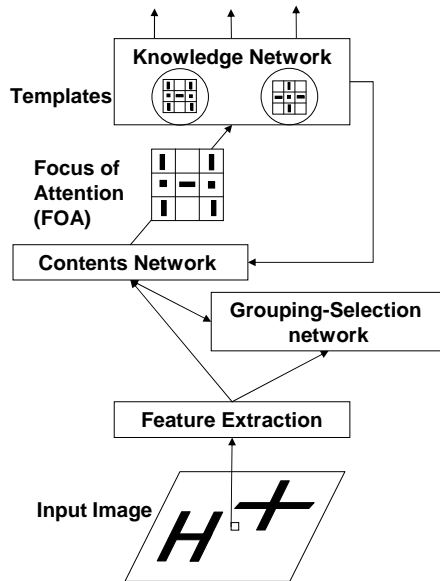 Knowledge Network
Templates
Focus of
Attention
(FOA)
Contents Network
Grouping-Selection
network
Feature Extraction
Input Image
H